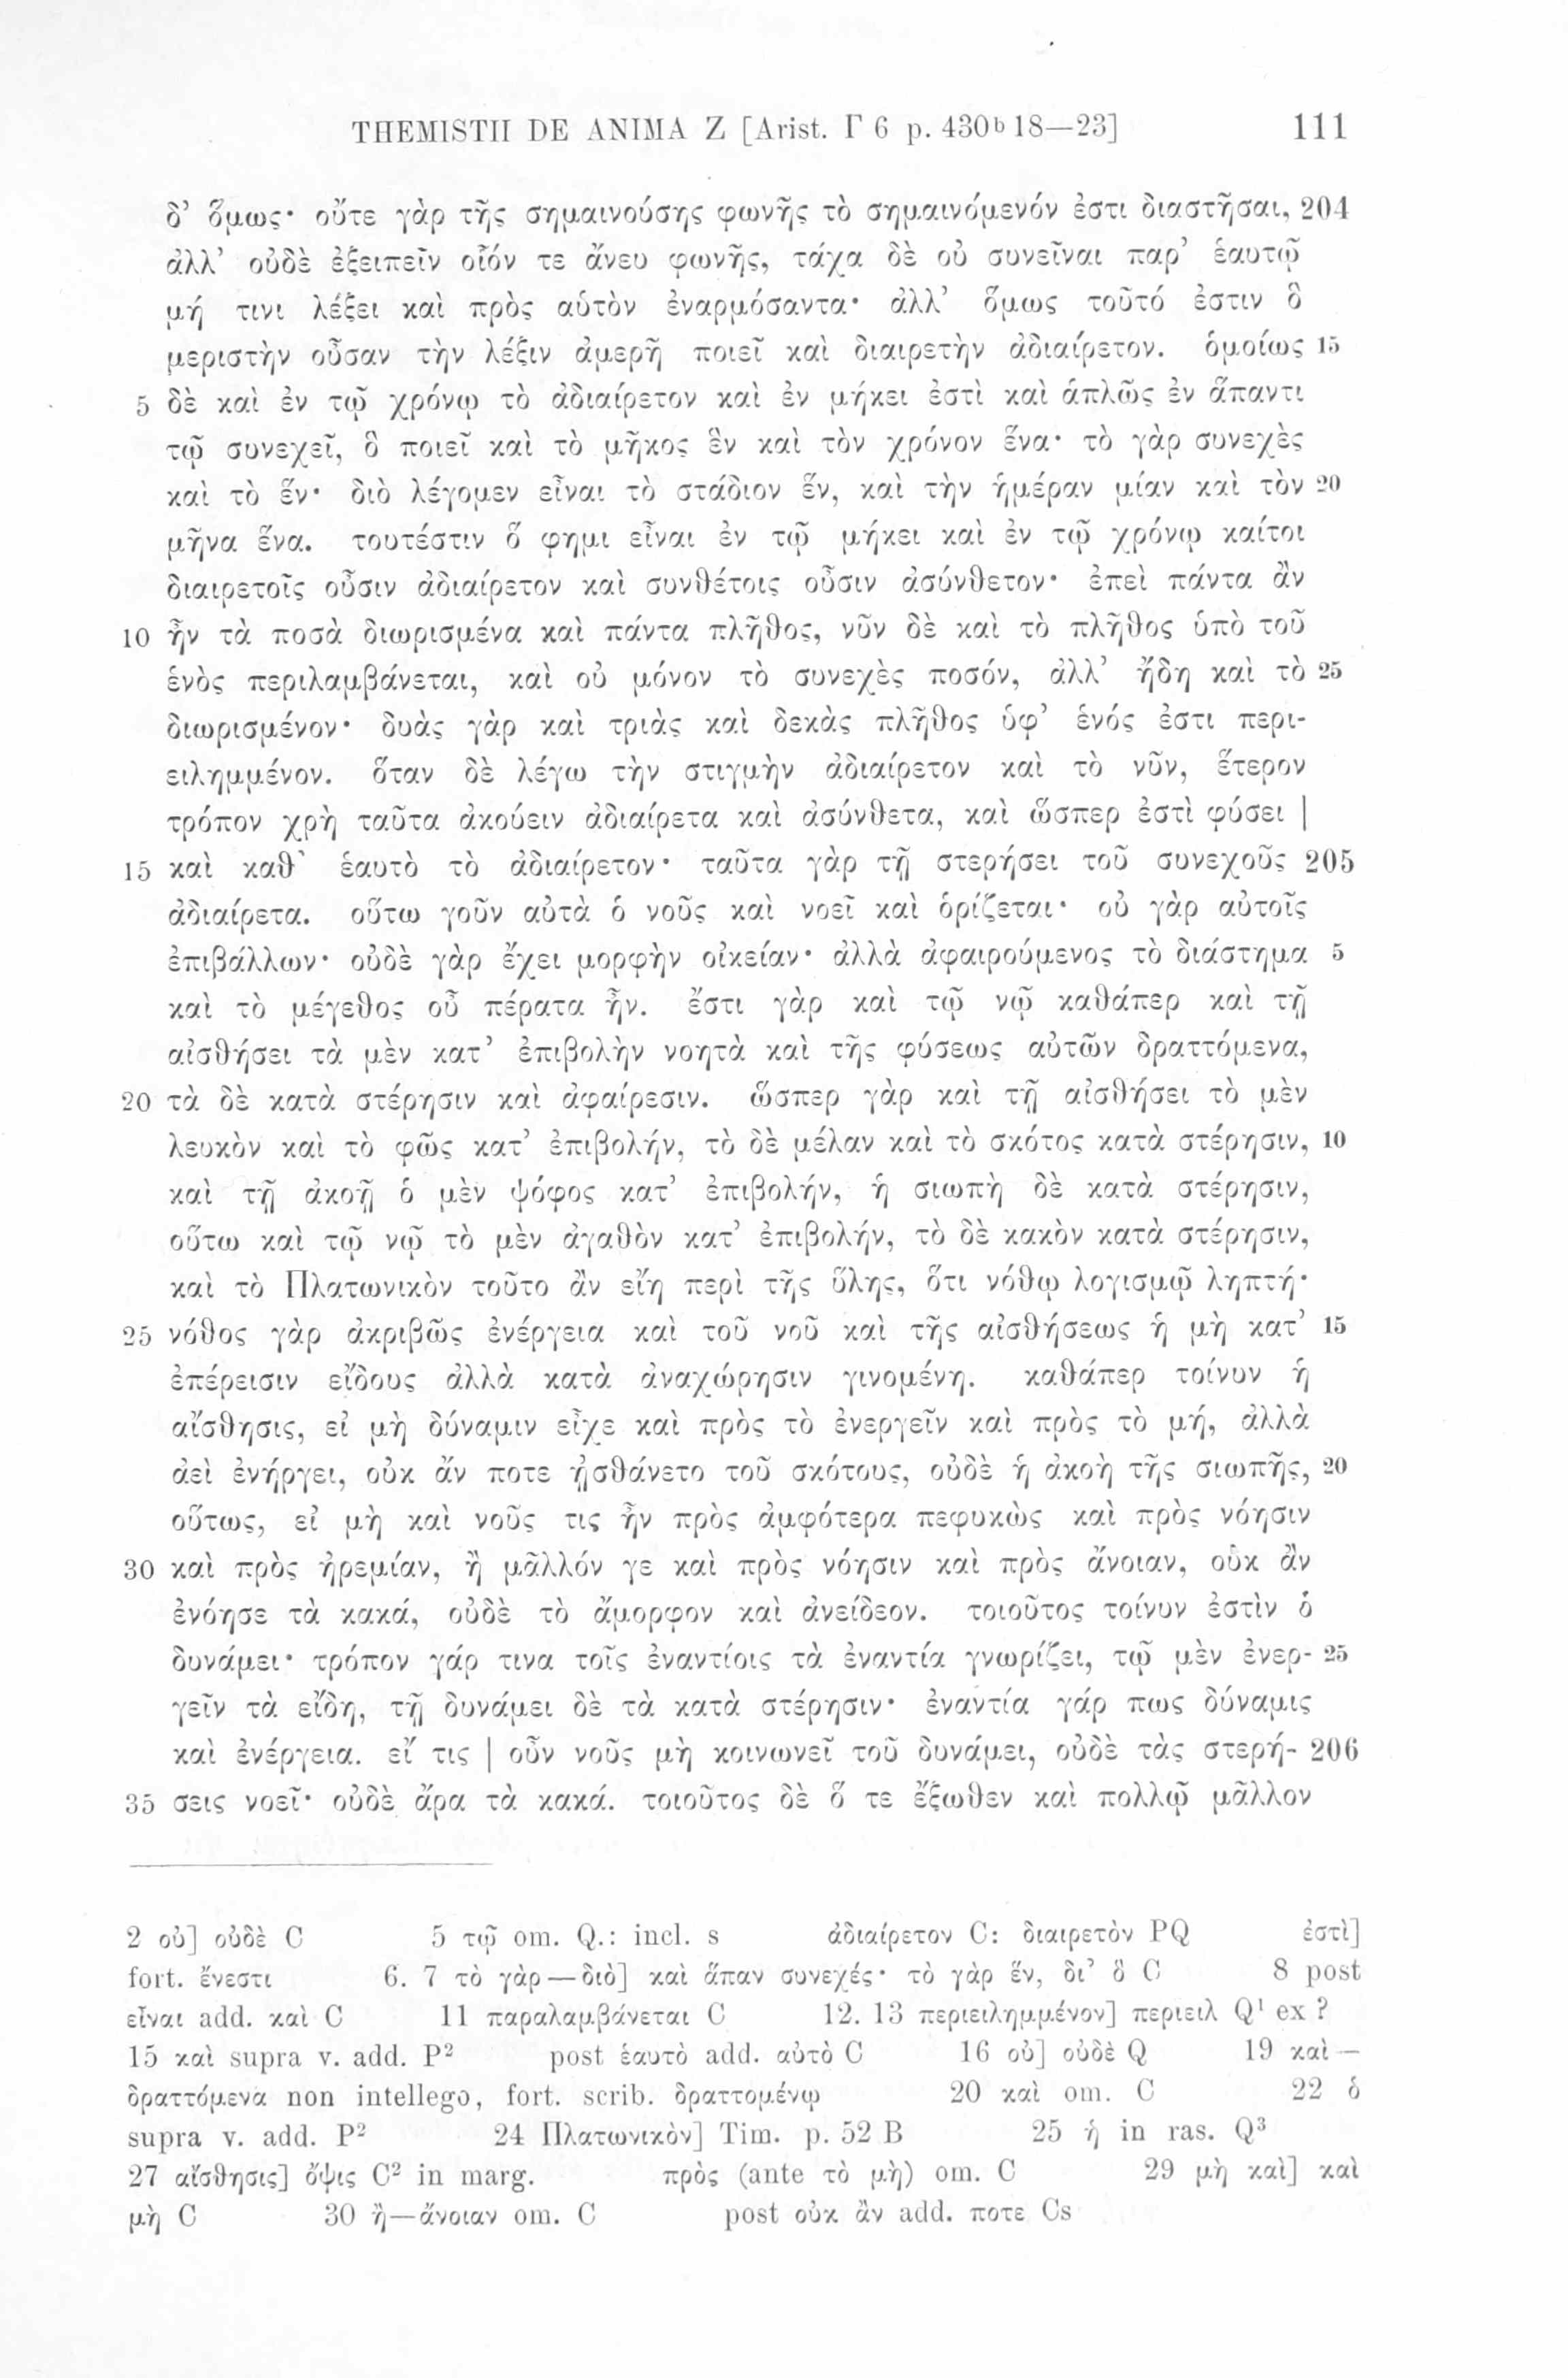 THEMISTII DE ANIMA Z [Arist. Γ 6 p. 430ᵇ 18—23] 111
δ’ ὅμως· οὔτε γὰρ τῆς σημαινούσης φωνῆς τὸ σημαινόμενόν ἐστι διαστῆσαι, 204
ἀλλ’ οὐδὲ ἐξειπεῖν οἷόν τε ἄνευ φωνῆς, τάχα δὲ οὐ συνεῖναι παρ’ ἑαυτῷ
μή τινι λέξει καὶ πρὸς αὑτὸν ἐναρμόσαντα· ἀλλ’ ὅμως τοῦτό ἐστιν ὃ
μεριστὴν οὖσαν τὴν λέξιν ἀμερῆ ποιεῖ καὶ διαιρετὴν ἀδιαίρετον. ὁμοίως 15
5 δὲ καὶ ἐν τῷ χρόνῳ τὸ ἀδιαίρετον καὶ ἐν μήκει ἐστὶ καὶ ἁπλῶς ἐν ἅπαντι
τῷ συνεχεῖ, ὃ ποιεῖ καὶ τὸ μῆκος ἓν καὶ τὸν χρόνον ἕνα· τὸ γὰρ συνεχὲς
καὶ τὸ ἕν· διὸ λέγομεν εἶναι τὸ στάδιον ἕν, καὶ τὴν ἡμέραν μίαν καὶ τὸν 20
μῆνα ἕνα. τουτέστιν ὅ φημι εἶναι ἐν τῷ μήκει καὶ ἐν τῷ χρόνῳ καίτοι
διαιρετοῖς οὖσιν ἀδιαίρετον καὶ συνθέτοις οὖσιν ἀσύνθετον· ἐπεὶ πάντα ἂν
10 ἦν τὰ ποσὰ διωρισμένα καὶ πάντα πλῆθος, νῦν δὲ καὶ τὸ πλῆθος ὑπὸ τοῦ
ἑνὸς περιλαμβάνεται, καὶ οὐ μόνον τὸ συνεχὲς ποσόν, ἀλλ’ ἤδη καὶ τὸ 25
διωρισμένον· δυὰς γὰρ καὶ τριὰς καὶ δεκὰς πλῆθος ὑφ’ ἑνός ἐστι περι-
ειλημμένον. ὅταν δὲ λέγω τὴν στιγμὴν ἀδιαίρετον καὶ τὸ νῦν, ἕτερον
τρόπον χρὴ ταῦτα ἀκούειν ἀδιαίρετα καὶ ἀσύνθετα, καὶ ὥσπερ ἐστὶ φύσει |
15 καὶ καθ’ ἑαυτὸ τὸ ἀδιαίρετον· ταῦτα γὰρ τῇ στερήσει τοῦ συνεχοῦς 205
ἀδιαίρετα. οὕτω γοῦν αὐτὰ ὁ νοῦς καὶ νοεῖ καὶ ὁρίζεται· οὐ γὰρ αὐτοῖς
ἐπιβάλλων· οὐδὲ γὰρ ἔχει μορφὴν οἰκείαν· ἀλλὰ ἀφαιρούμενος τὸ διάστημα 5
καὶ τὸ μέγεθος οὗ πέρατα ἦν. ἔστι γὰρ καὶ τῷ νῷ καθάπερ καὶ τῇ
αἰσθήσει τὰ μὲν κατ’ ἐπιβολὴν νοητὰ καὶ τῆς φύσεως αὐτῶν δραττόμενα,
20 τὰ δὲ κατὰ στέρησιν καὶ ἀφαίρεσιν. ὥσπερ γὰρ καὶ τῇ αἰσθήσει τὸ μὲν
λευκὸν καὶ τὸ φῶς κατ’ ἐπιβολήν, τὸ δὲ μέλαν καὶ τὸ σκότος κατὰ στέρησιν, 10
καὶ τῇ ἀκοῇ ὁ μὲν ψόφος κατ’ ἐπιβολήν, ἡ σιωπὴ δὲ κατὰ στέρησιν,
οὕτω καὶ τῷ νῷ τὸ μὲν ἀγαθὸν κατ’ ἐπιβολήν, τὸ δὲ κακὸν κατὰ στέρησιν,
καὶ τὸ Πλατωνικὸν τοῦτο ἂν εἴη περὶ τῆς ὕλης, ὅτι νόθῳ λογισμῷ ληπτή·
25 νόθος γὰρ ἀκριβῶς ἐνέργεια καὶ τοῦ νοῦ καὶ τῆς αἰσθήσεως ἡ μὴ κατ’ 15
ἐπέρεισιν εἴδους ἀλλὰ κατὰ ἀναχώρησιν γινομένη. καθάπερ τοίνυν ἡ
αἴσθησις, εἰ μὴ δύναμιν εἶχε καὶ πρὸς τὸ ἐνεργεῖν καὶ πρὸς τὸ μή, ἀλλὰ
ἀεὶ ἐνήργει, οὐκ ἄν ποτε ᾐσθάνετο τοῦ σκότους, οὐδὲ ἡ ἀκοὴ τῆς σιωπῆς, 20
οὕτως, εἰ μὴ καὶ νοῦς τις ἦν πρὸς ἀμφότερα πεφυκὼς καὶ πρὸς νόησιν
30 καὶ πρὸς ἠρεμίαν, ἢ μᾶλλόν γε καὶ πρὸς νόησιν καὶ πρὸς ἄνοιαν, οὐκ ἂν
ἐνόησε τὰ κακά, οὐδὲ τὸ ἄμορφον καὶ ἀνείδεον. τοιοῦτος τοίνυν ἐστὶν ὁ
δυνάμει· τρόπον γάρ τινα τοῖς ἐναντίοις τὰ ἐναντία γνωρίζει, τῷ μὲν ἐνερ- 25
γεῖν τὰ εἴδη, τῇ δυνάμει δὲ τὰ κατὰ στέρησιν· ἐναντία γάρ πως δύναμις
καὶ ἐνέργεια. εἴ τις | οὖν νοῦς μὴ κοινωνεῖ τοῦ δυνάμει, οὐδὲ τὰς στερή- 206
35 σεις νοεῖ· οὐδὲ ἄρα τὰ κακά. τοιοῦτος δὲ ὅ τε ἔξωθεν καὶ πολλῷ μᾶλλον
2 οὐ] οὐδὲ C 5 τῷ om. Q.: incl. s ἀδιαίρετον C: διαιρετὸν PQ ἐστὶ]
fort. ἔνεστι 6. 7 τὸ γὰρ — διὸ] καὶ ἅπαν συνεχές· τὸ γὰρ ἕν, δι’ ὃ C 8 post
εἶναι add. καὶ C 11 παραλαμβάνεται C 12. 13 περιειλημμένον] περιειλ Q¹ ex ?
15 καὶ supra v. add. P² post ἑαυτὸ add. αὐτὸ C 16 οὐ] οὐδὲ Q 19 καὶ —
δραττόμενα non intellego, fort. scrib. δραττομένῳ 20 καὶ om. C 22 ὁ
supra v. add. P² 24 Πλατωνικὸν] Tim. p. 52 B 25 ἡ in ras. Q³
27 αἴσθησις] ὄψις C² in marg. πρὸς (ante τὸ μὴ) om. C 29 μὴ καὶ] καὶ
μὴ C 30 ἢ—ἄνοιαν om. C post οὐκ ἂν add. ποτε Cs